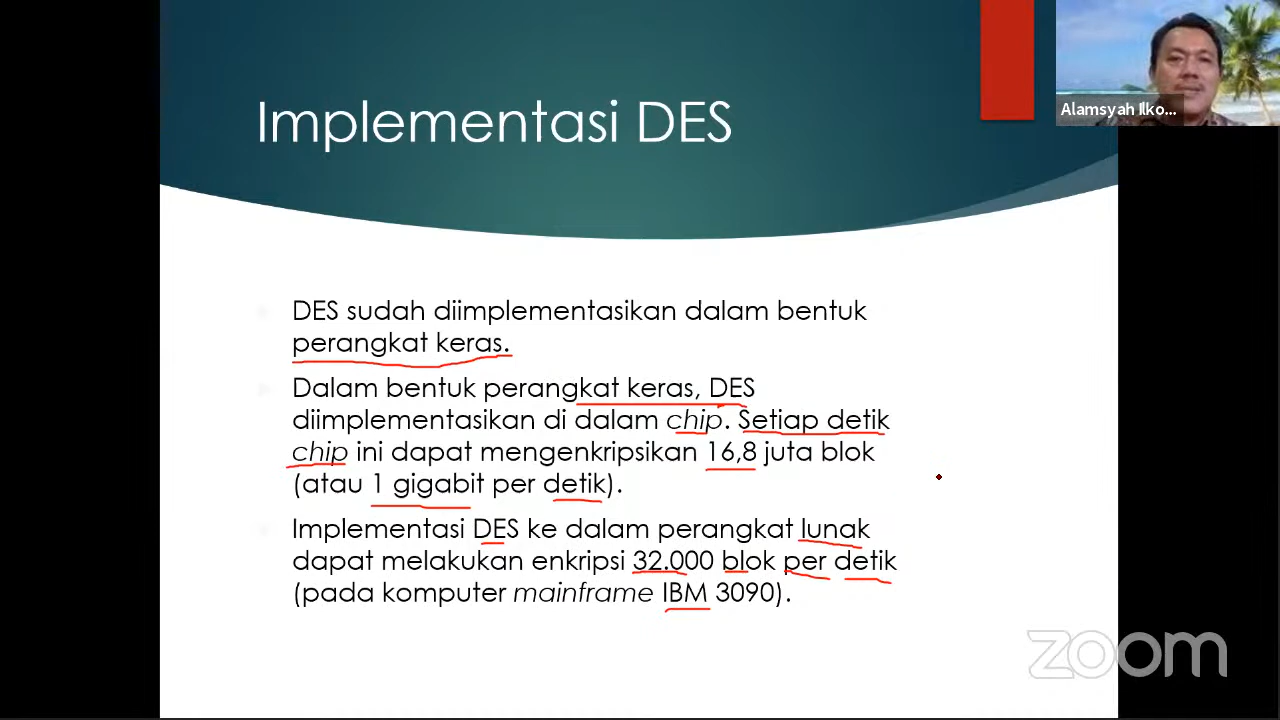 Implementasi DES
Alamsyah Ilko...
DES sudah diimplementasikan dalam bentuk
perangkat keras.
Dalam bentuk perangkat keras, DES
diimplementasikan di dalam chip. Setiap detik
chip ini dapat mengenkripsikan 16,8 juta blok
(atau 1 gigabit per detik).
Implementasi DES ke dalam perangkat lunak
dapat melakukan enkripsi 32.000 blok per detik
(pada komputer mainframe IBM 3090).
zoom